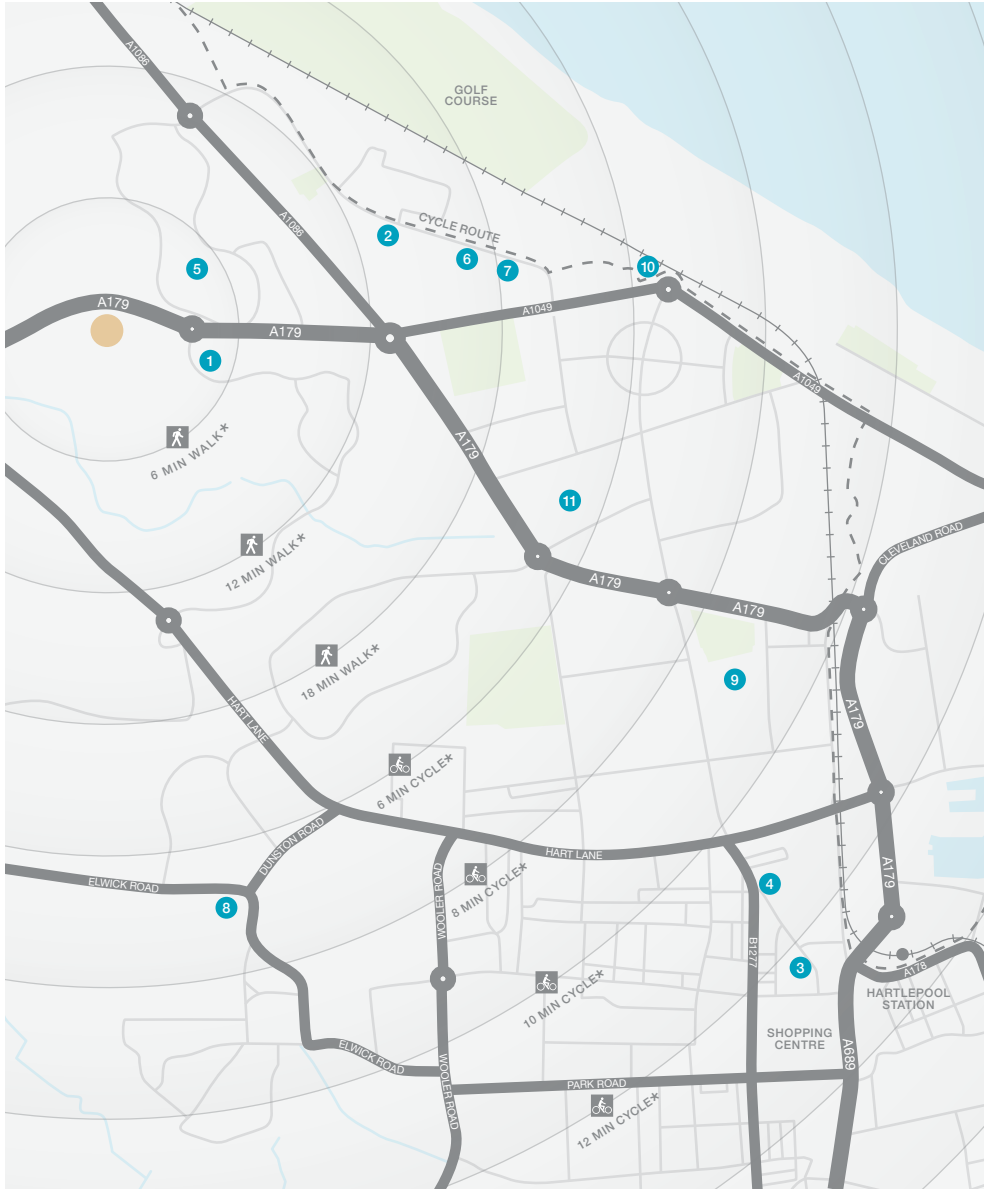 A1086
GOLF
COURSE
A1086
CYCLE ROUTE
2
6
7
10
5
A179
A179
A1049
1
A1049
A179
6 MIN WALK*
11
12 MIN WALK*
CLEVELAND ROAD
A179
A179
18 MIN WALK*
9
HART LANE
A179
6 MIN CYCLE*
DUNSTON ROAD
HART LANE
A179
ELWICK ROAD
8
WOOLER ROAD
8 MIN CYCLE*
4
B1277
3
A178
10 MIN CYCLE*
HARTLEPOOL
STATION
SHOPPING
CENTRE
ELWICK ROAD
A689
WOOLER ROAD
PARK ROAD
12 MIN CYCLE*